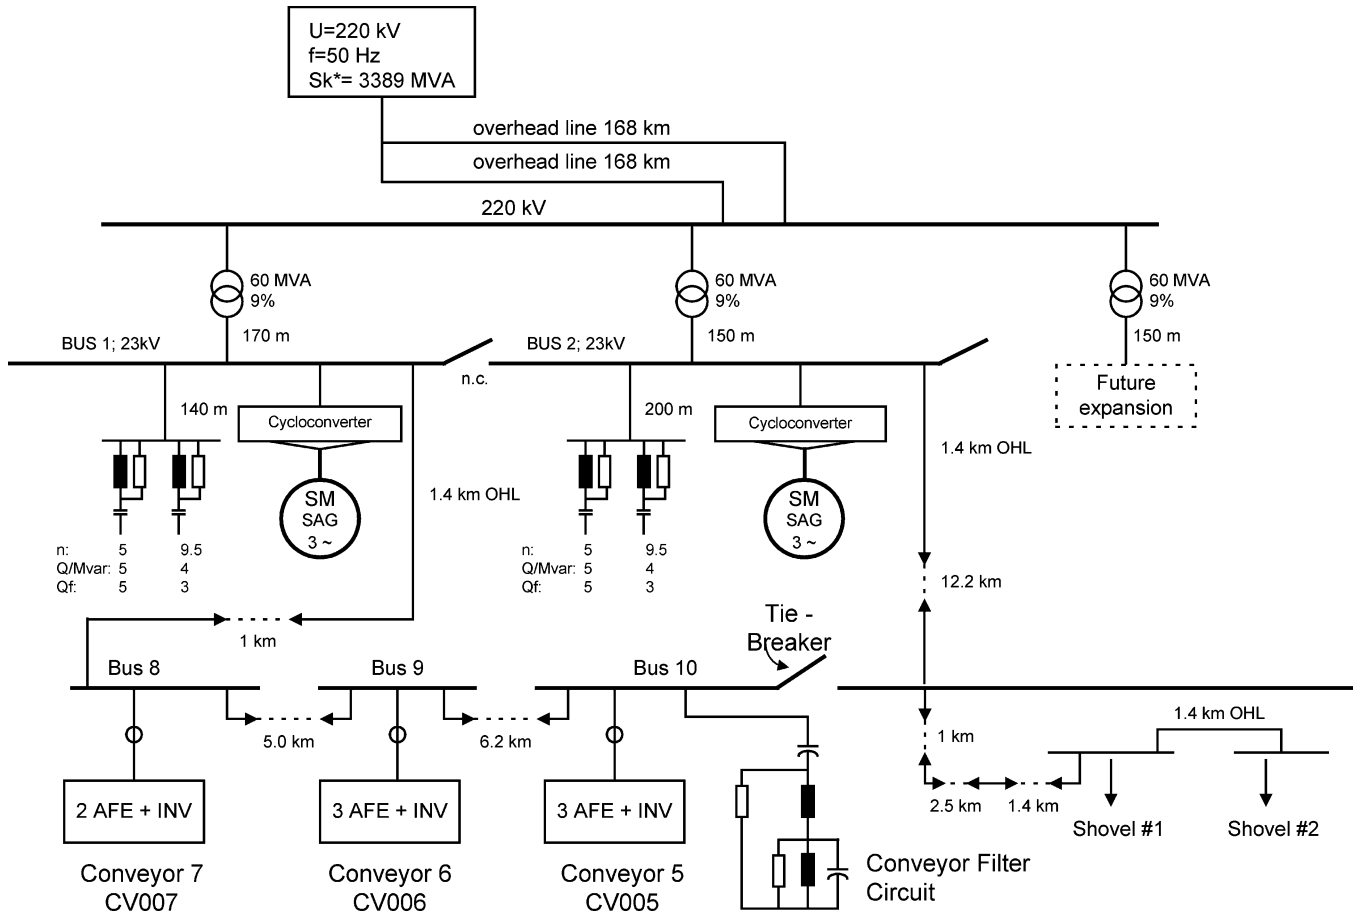 U=220 kV
f=50 Hz
Sk*= 3389 MVA
overhead line 168 km
overhead line 168 km
220 kV
60 MVA
9%
170 m
60 MVA
9%
150 m
60 MVA
9%
150 m
BUS 1; 23kV
n.c.
BUS 2; 23kV
Future
expansion
140 m
Cycloconverter
200 m
Cycloconverter
1.4 km OHL
1.4 km OHL
SM
SAG
3 ~
SM
SAG
3 ~
n: 5 9.5
Q/Mvar: 5 4
Qf: 5 3
n: 5 9.5
Q/Mvar: 5 4
Qf: 5 3
12.2 km
1 km
Tie -
Breaker
Bus 8
Bus 9
Bus 10
5.0 km
6.2 km
1 km
1.4 km OHL
2.5 km
1.4 km
Shovel #1
Shovel #2
2 AFE + INV
3 AFE + INV
3 AFE + INV
Conveyor 7
CV007
Conveyor 6
CV006
Conveyor 5
CV005
Conveyor Filter
Circuit